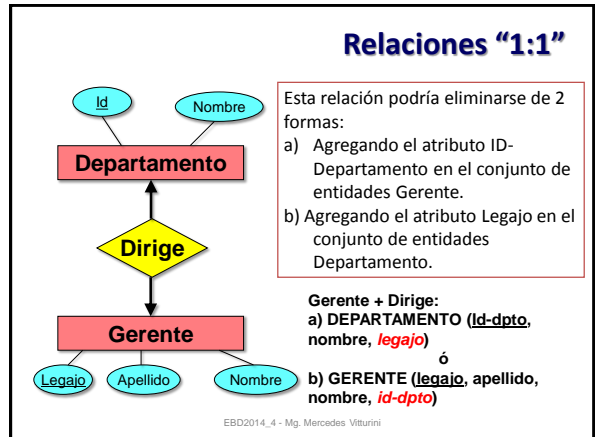 Relaciones “1:1”
Id
Nombre
Departamento
Dirige
Gerente
Legajo
Apellido
Nombre
Esta relación podría eliminarse de 2
formas:
a) Agregando el atributo ID-
Departamento en el conjunto de
entidades Gerente.
b) Agregando el atributo Legajo en el
conjunto de entidades
Departamento.
Gerente + Dirige:
a) DEPARTAMENTO (Id-dpto,
nombre, legajo)
ó
b) GERENTE (legajo, apellido,
nombre, id-dpto)
EBD2014_4 - Mg. Mercedes Vitturini